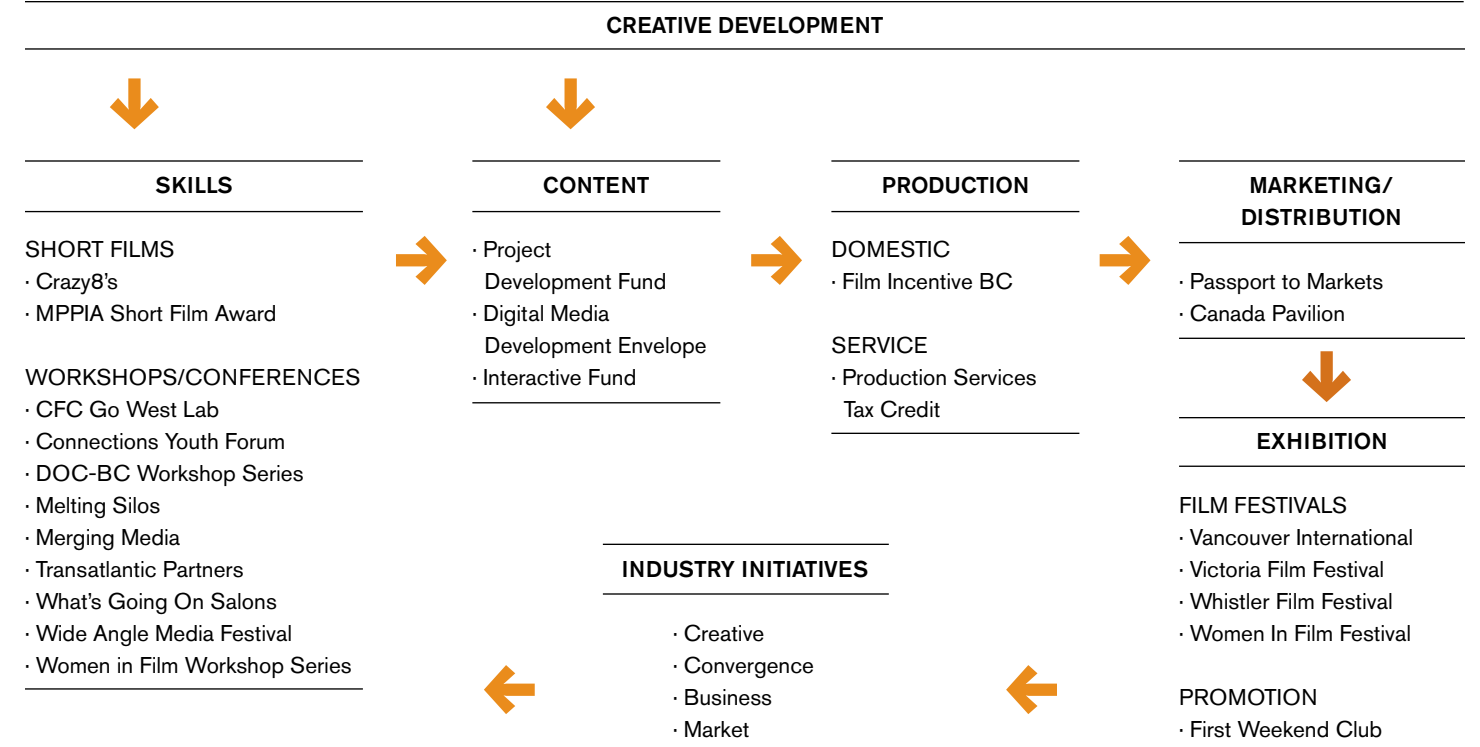 CREATIVE DEVELOPMENT
SKILLS
SHORT FILMS
· Crazy8's
· MPPIA Short Film Award
WORKSHOPS/CONFERENCES
· CFC Go West Lab
· Connections Youth Forum
· DOC-BC Workshop Series
· Melting Silos
· Merging Media
· Transatlantic Partners
· What's Going On Salons
· Wide Angle Media Festival
· Women in Film Workshop Series
CONTENT
· Project
Development Fund
· Digital Media
Development Envelope
· Interactive Fund
PRODUCTION
DOMESTIC
· Film Incentive BC
SERVICE
· Production Services
Tax Credit
MARKETING/
DISTRIBUTION
· Passport to Markets
· Canada Pavilion
EXHIBITION
FILM FESTIVALS
· Vancouver International
· Victoria Film Festival
· Whistler Film Festival
· Women In Film Festival
PROMOTION
· First Weekend Club
INDUSTRY INITIATIVES
· Creative
· Convergence
· Business
· Market